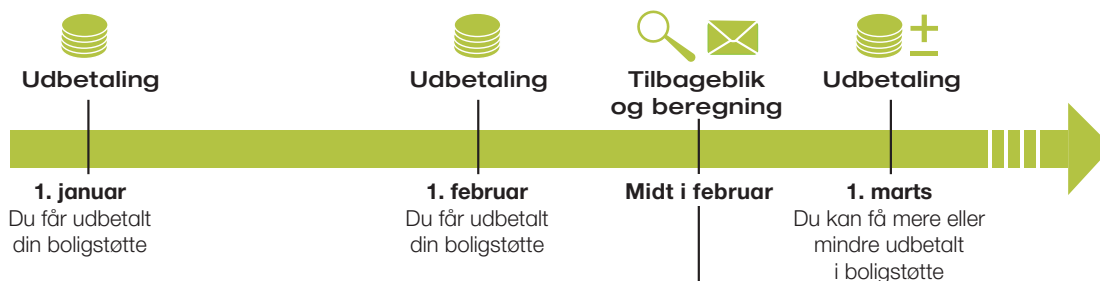 Udbetaling
Udbetaling
Tilbageblik
og beregning
Udbetaling
1. januar
Du får udbetalt
din boligstøtte
1. februar
Du får udbetalt
din boligstøtte
Midt i februar
1. marts
Du kan få mere eller
mindre udbetalt
i boligstøtte